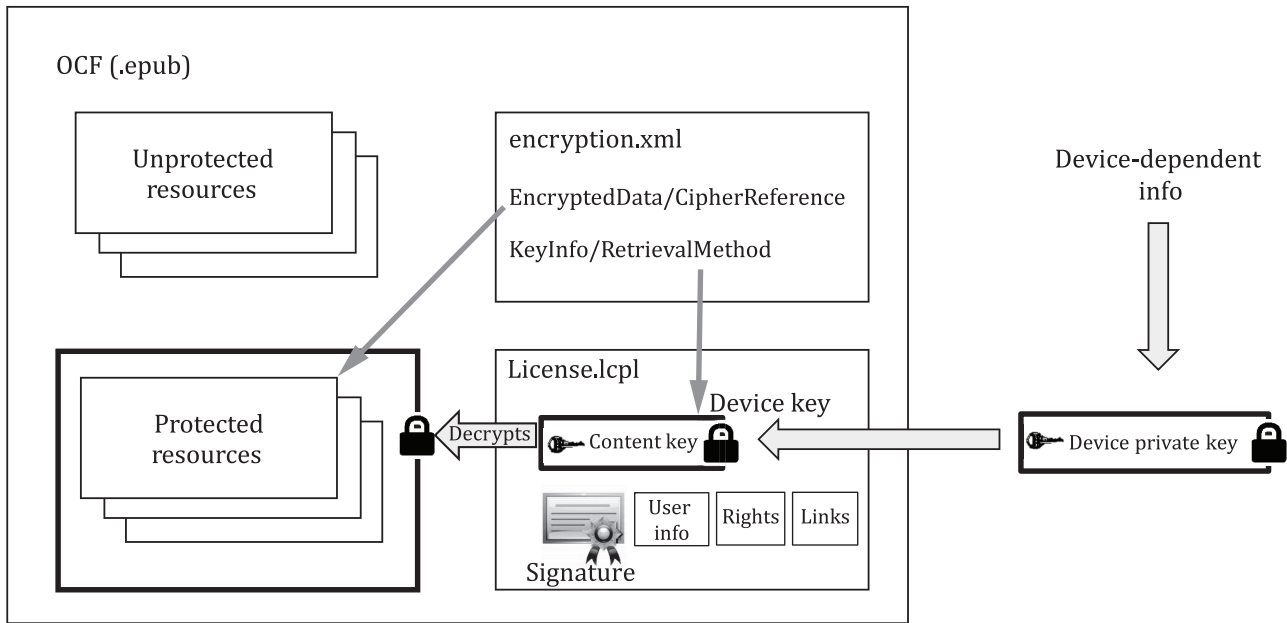 OCF (.epub)
Unprotected
resources
encryption.xml
EncryptedData/CipherReference
KeyInfo/RetrievalMethod
Device-dependent
info
Protected
resources
License.lcpl
Device key
Decrypts
Content key
Device private key
User
info
Rights
Links
Signature